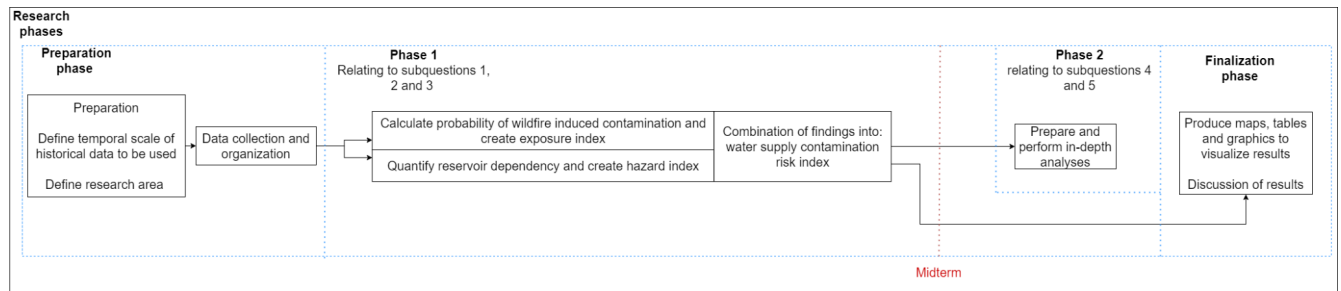 Research
phases
Preparation
phase
Preparation
Define temporal scale of
historical data to be used
Define research area
Data collection and
organization
Phase 1
Relating to subquestions 1,
2 and 3
Calculate probability of wildfire induced contamination and
create exposure index
Quantify reservoir dependency and create hazard index
Combination of findings into:
water supply contamination
risk index
Midterm
Phase 2
relating to subquestions 4
and 5
Prepare and
perform in-depth
analyses
Finalization
phase
Produce maps, tables
and graphics to
visualize results
Discussion of results